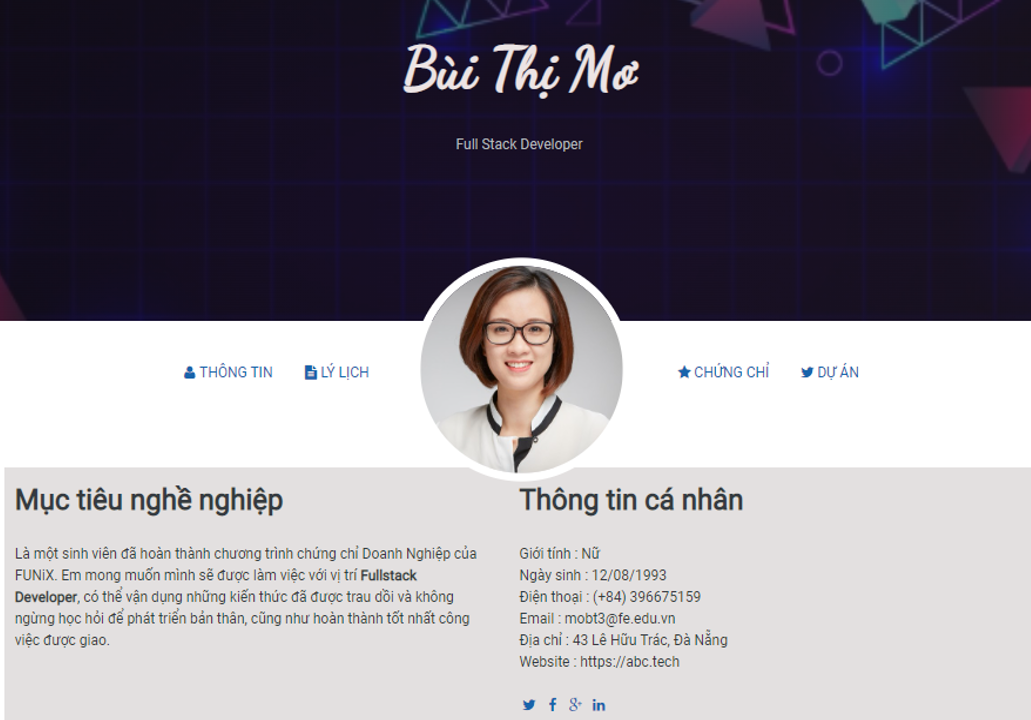 Bùi Thị Mơ
Full Stack Developer
THÔNG TIN
LÝ LỊCH
CHỨNG CHỈ
DỰ ÁN
Mục tiêu nghề nghiệp
Là một sinh viên đã hoàn thành chương trình chứng chỉ Doanh Nghiệp của
FUNiX. Em mong muốn mình sẽ được làm việc với vị trí Fullstack
Developer, có thể vận dụng những kiến thức đã được trau dồi và không
ngừng học hỏi để phát triển bản thân, cũng như hoàn thành tốt nhất công
việc được giao.
Thông tin cá nhân
Giới tính : Nữ
Ngày sinh : 12/08/1993
Điện thoại : (+84) 396675159
Email : mobt3@fe.edu.vn
Địa chỉ : 43 Lê Hữu Trác, Đà Nẵng
Website : https://abc.tech